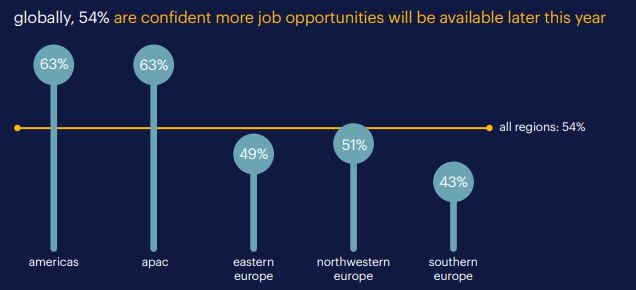 globally, 54% are confident more job opportunities will be available later this year
63%
63%
all regions: 54%
49%
51%
43%
americas
apac
eastern
europe
northwestern
europe
southern
europe